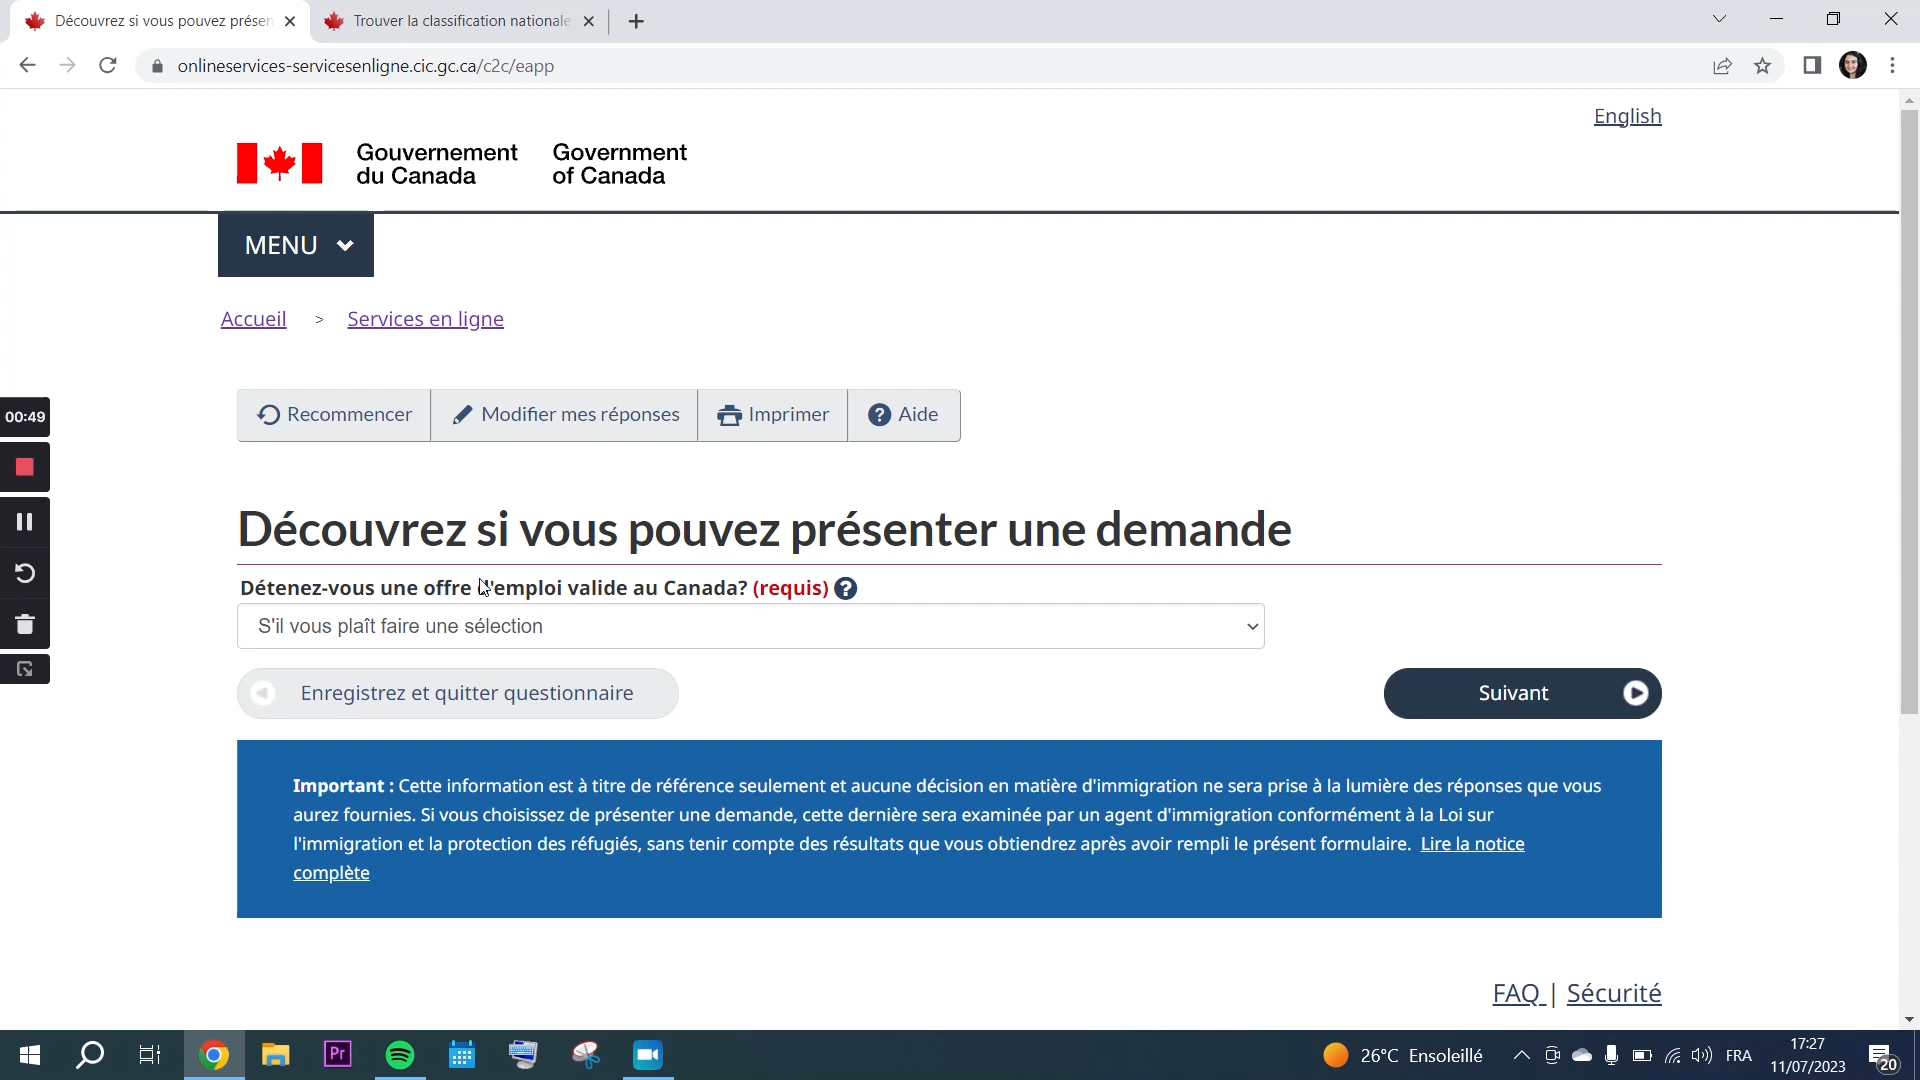 Découvrez si vous pouvez présen
Trouver la classification nationale
onlineservices-servicesenligne.cic.gc.ca/c2c/eapp
English
Gouvernement
du Canada
Government
of Canada
MENU
Accueil > Services en ligne
00:49
Recommencer
Modifier mes réponses
Imprimer
Aide
Découvrez si vous pouvez présenter une demande
Détenez-vous une offre d'emploi valide au Canada? (requis)
S'il vous plaît faire une sélection
Enregistrez et quitter questionnaire
Suivant
Important : Cette information est à titre de référence seulement et aucune décision en matière d'immigration ne sera prise à la lumière des réponses que vous
aurez fournies. Si vous choisissez de présenter une demande, cette dernière sera examinée par un agent d'immigration conformément à la Loi sur
l'immigration et la protection des réfugiés, sans tenir compte des résultats que vous obtiendrez après avoir rempli le présent formulaire. Lire la notice
complète
FAQ | Sécurité
Pr
26°C Ensoleillé
FRA
17:27
11/07/2023
20